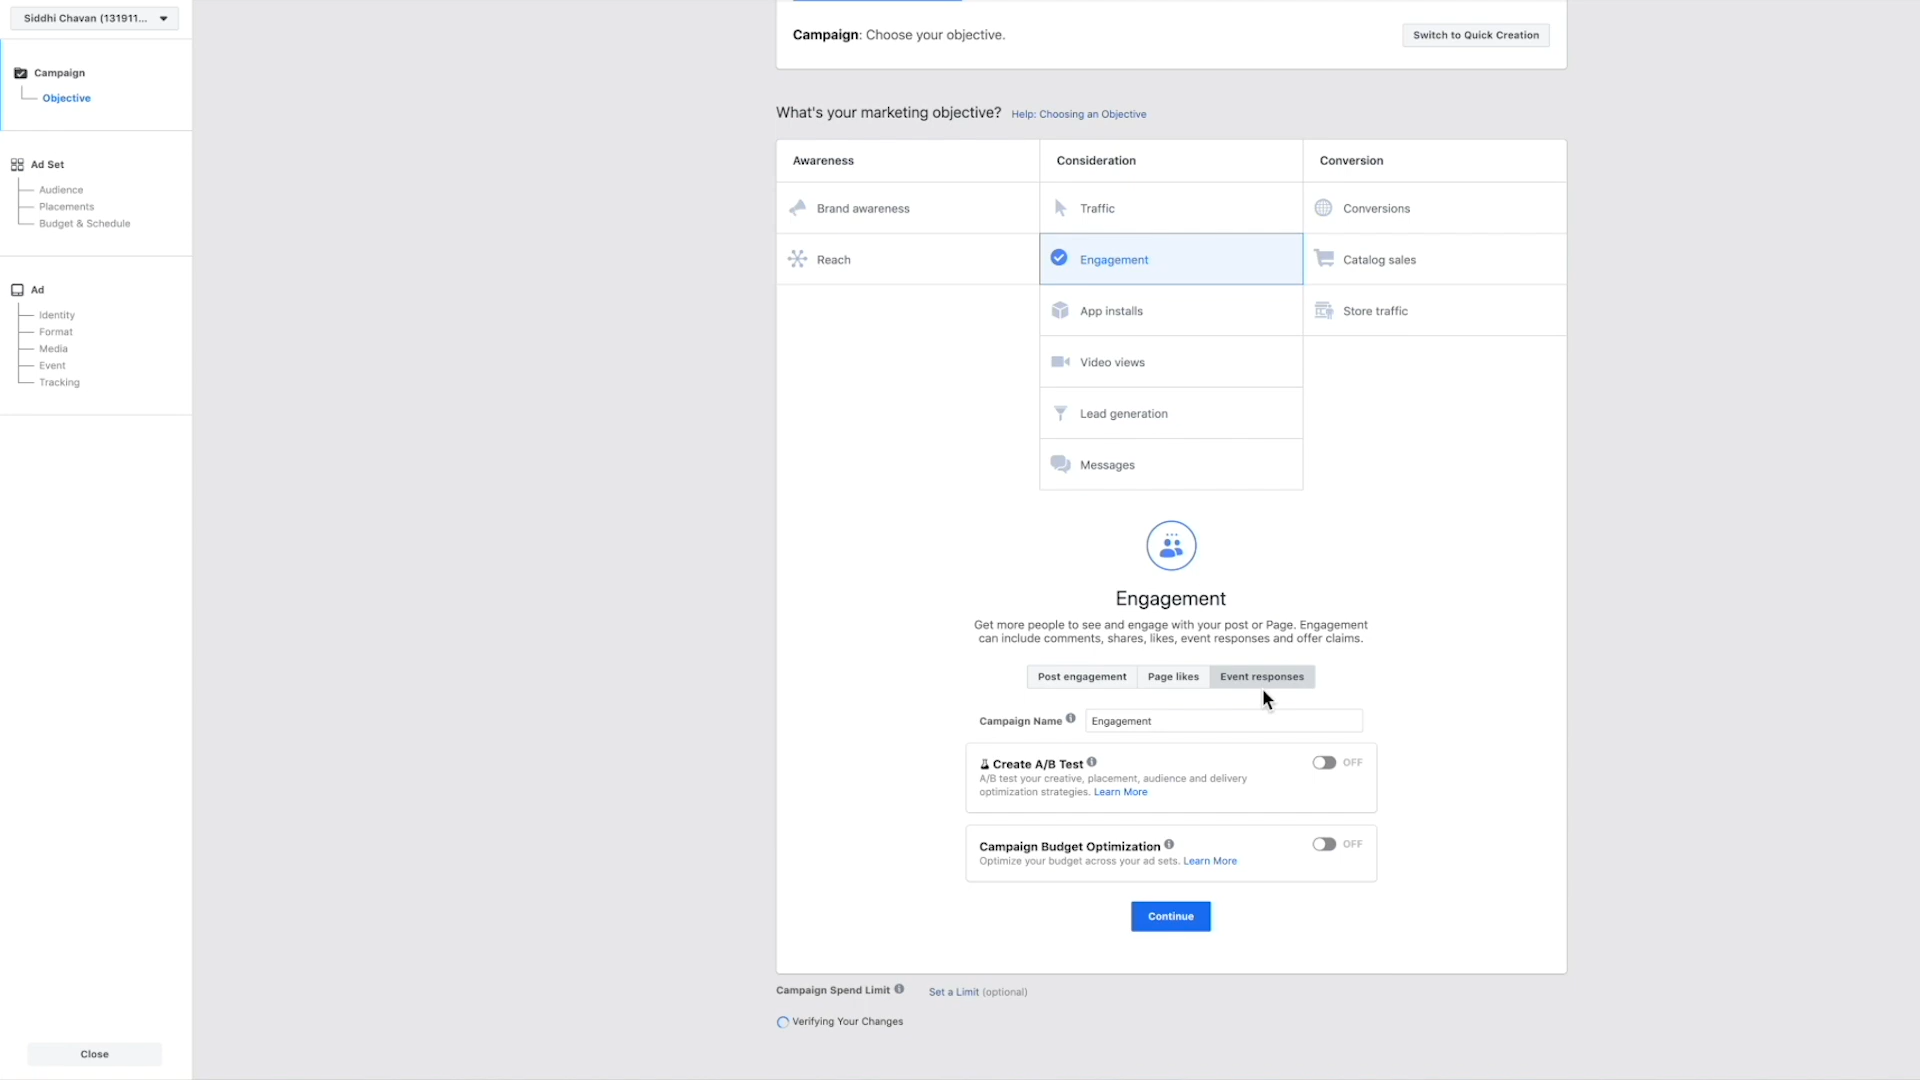 Siddhi Chavan (131911...
Campaign
Objective
Ad Set
Audience
Placements
Budget & Schedule
Ad
Identity
Format
Media
Event
Tracking
Close
Campaign: Choose your objective.
Switch to Quick Creation
What's your marketing objective? Help: Choosing an Objective
Awareness
Consideration
Conversion
Brand awareness
Traffic
Conversions
Reach
Engagement
Catalog sales
App installs
Store traffic
Video views
Lead generation
Messages
Engagement
Get more people to see and engage with your post or Page. Engagement
can include comments, shares, likes, event responses and offer claims.
Post engagement
Page likes
Event responses
Campaign Name
Engagement
Create A/B Test
OFF
A/B test your creative, placement, audience and delivery
optimization strategies. Learn More
Campaign Budget Optimization
OFF
Optimize your budget across your ad sets. Learn More
Continue
Campaign Spend Limit
Set a Limit (optional)
Verifying Your Changes